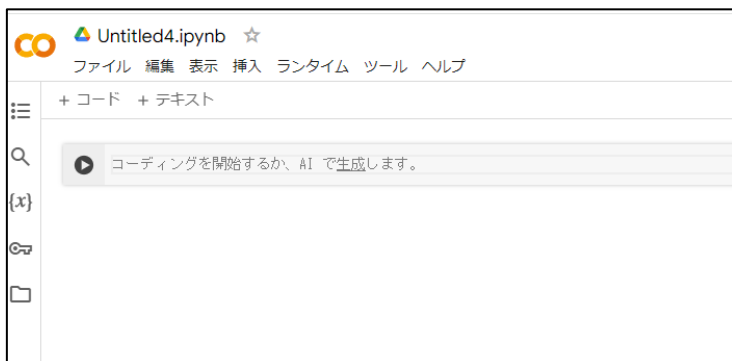 Untitled4.ipynb
ファイル 編集 表示 挿入 ランタイム ツール ヘルプ
+ コード + テキスト
コーディングを開始するか、AI で生成します。
{x}